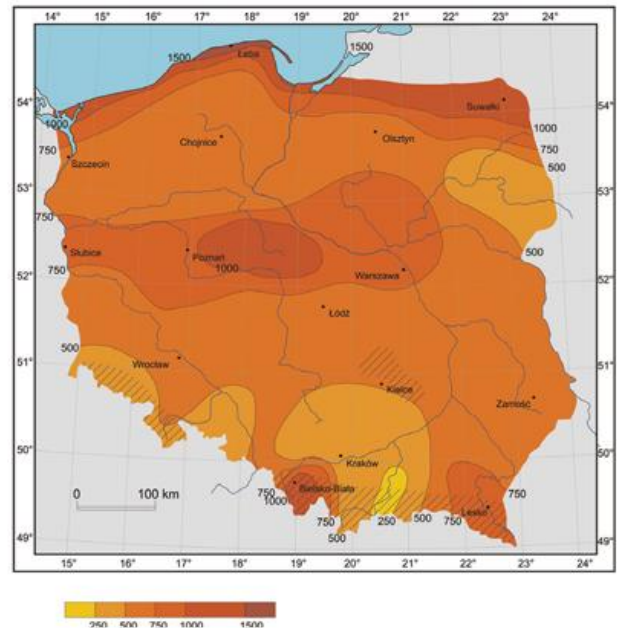 14° 16° 17° 18° 19° 20° 21° 22° 23° 24°
1500
1500
Łeba
54°
54°
Suwałki
1000
1000
Chojnice
Olsztyn
750
750
Szczecin
500
53°
53°
750
Słubice
Poznań
500
750
1000
Warszawa
52°
52°
Łódź
500
51°
Wrocław
51°
Kielce
Zamość
50°
50°
Kraków
0 100 km
750
Bielsko-Biała
750
1000
Lesko
750
250
500
750
49°
500
49°
15° 16° 17° 18° 19° 20° 21° 22° 23° 24°
250 500 750 1000 1500